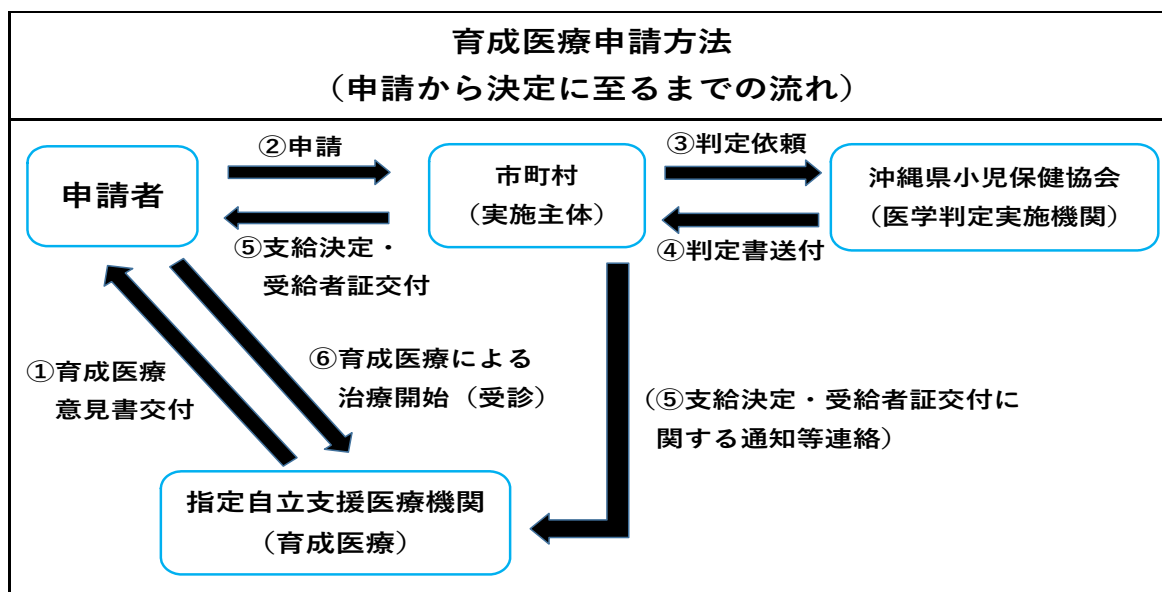 育成医療申請方法
（申請から決定に至るまでの流れ）
②申請
③判定依頼
申請者
市町村
（実施主体）
沖縄県小児保健協会
（医学判定実施機関）
⑤支給決定・
受給者証交付
④判定書送付
①育成医療
意見書交付
⑥育成医療による
治療開始（受診）
（⑤支給決定・受給者証交付に
関する通知等連絡）
指定自立支援医療機関
（育成医療）